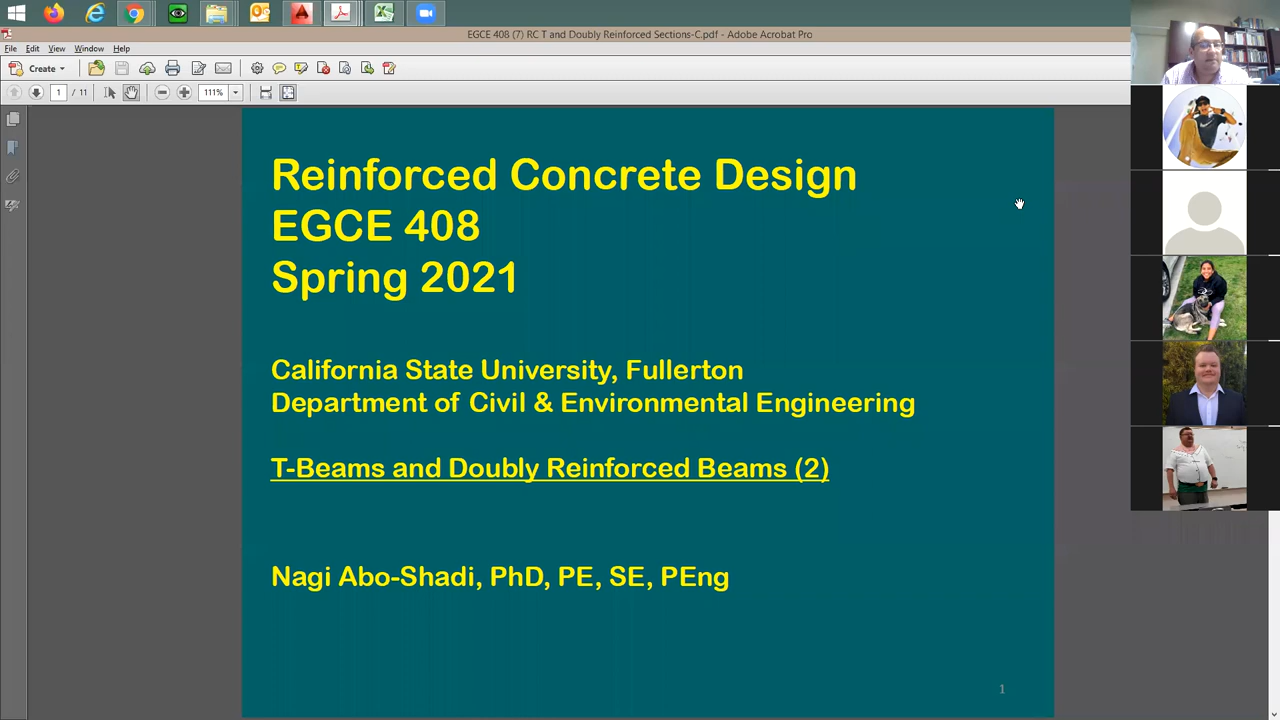 EGCE 408 (7) RC T and Doubly Reinforced Sections-C.pdf - Adobe Acrobat Pro
File Edit View Window Help
Create
1 / 11
111%
Reinforced Concrete Design
EGCE 408
Spring 2021
California State University, Fullerton
Department of Civil & Environmental Engineering
T-Beams and Doubly Reinforced Beams (2)
Nagi Abo-Shadi, PhD, PE, SE, PEng
1